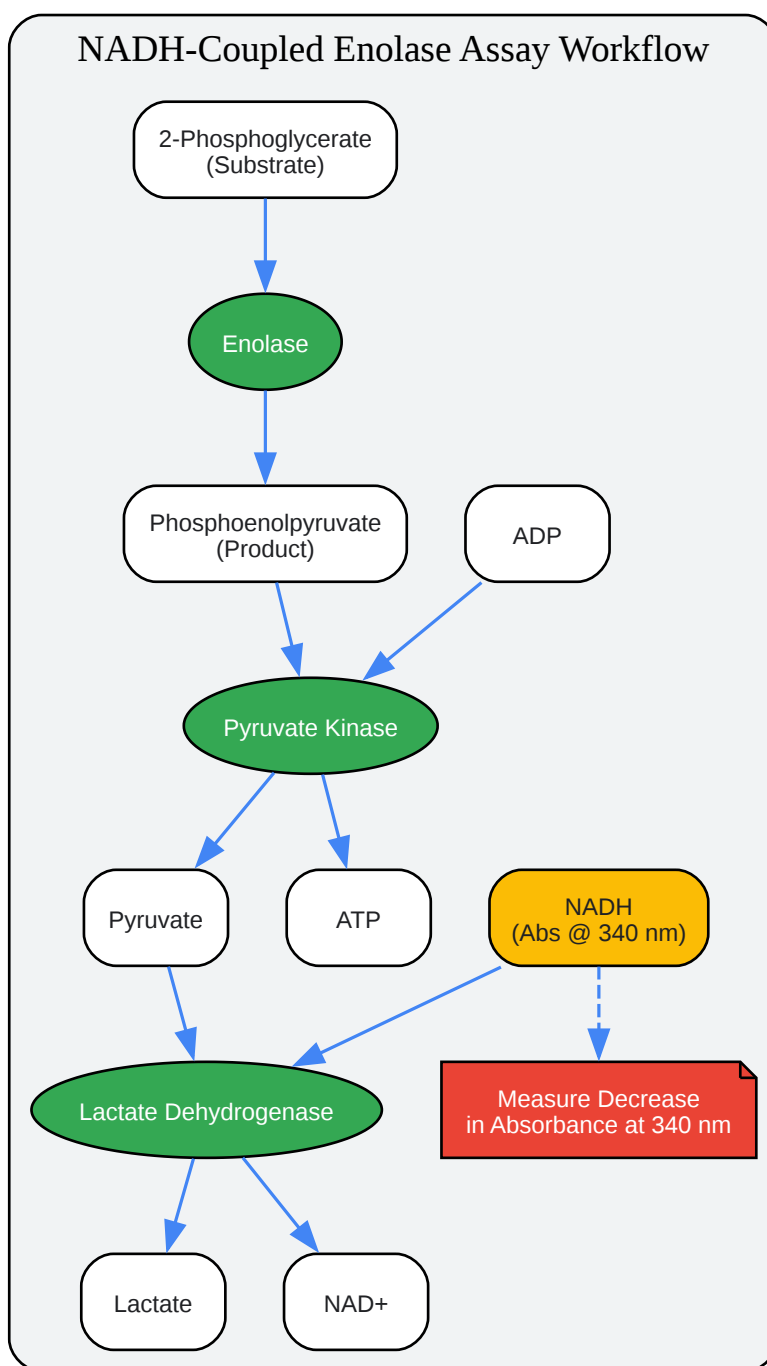 NADH-Coupled Enolase Assay Workflow
2-Phosphoglycerate
(Substrate)
Enolase
Phosphoenolpyruvate
(Product)
ADP
Pyruvate Kinase
Pyruvate
ATP
NADH
(Abs @ 340 nm)
Lactate Dehydrogenase
Measure Decrease
in Absorbance at 340 nm
Lactate
NAD+